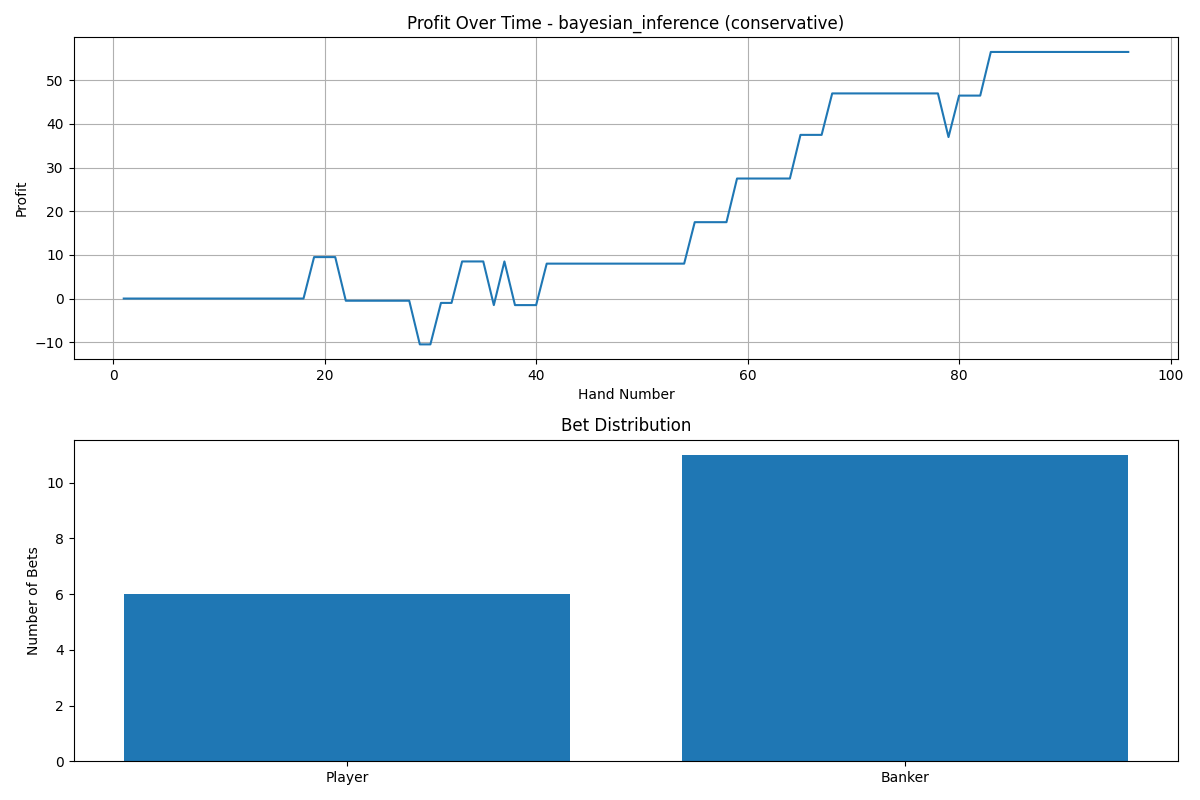 Profit Over Time - bayesian_inference (conservative)
50
40
30
20
10
0
−10
Profit
0 20 40 60 80 100
Hand Number
Bet Distribution
10
8
6
4
2
0
Number of Bets
Player Banker